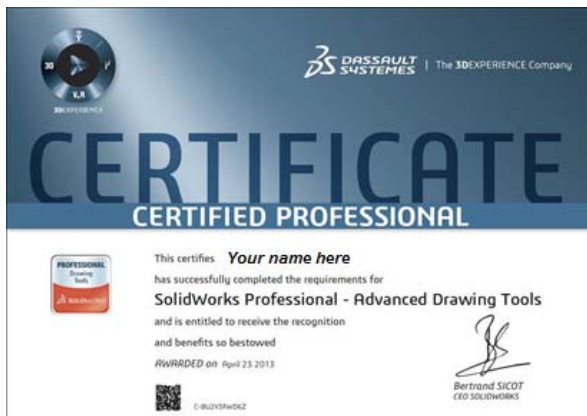 3DEXPERIENCE
3D
V,R
DASSAULT
SYSTEMES
The 3DEXPERIENCE Company
CERTIFICATE
CERTIFIED PROFESSIONAL
This certifies Your name here
has successfully completed the requirements for
SolidWorks Professional - Advanced Drawing Tools
and is entitled to receive the recognition
and benefits so bestowed
AWARDED on April 23 2013
PROFESSIONAL
Drawing
Tools
SOLIDWORKS
Bertrand SICOT
CEO SOLIDWORKS